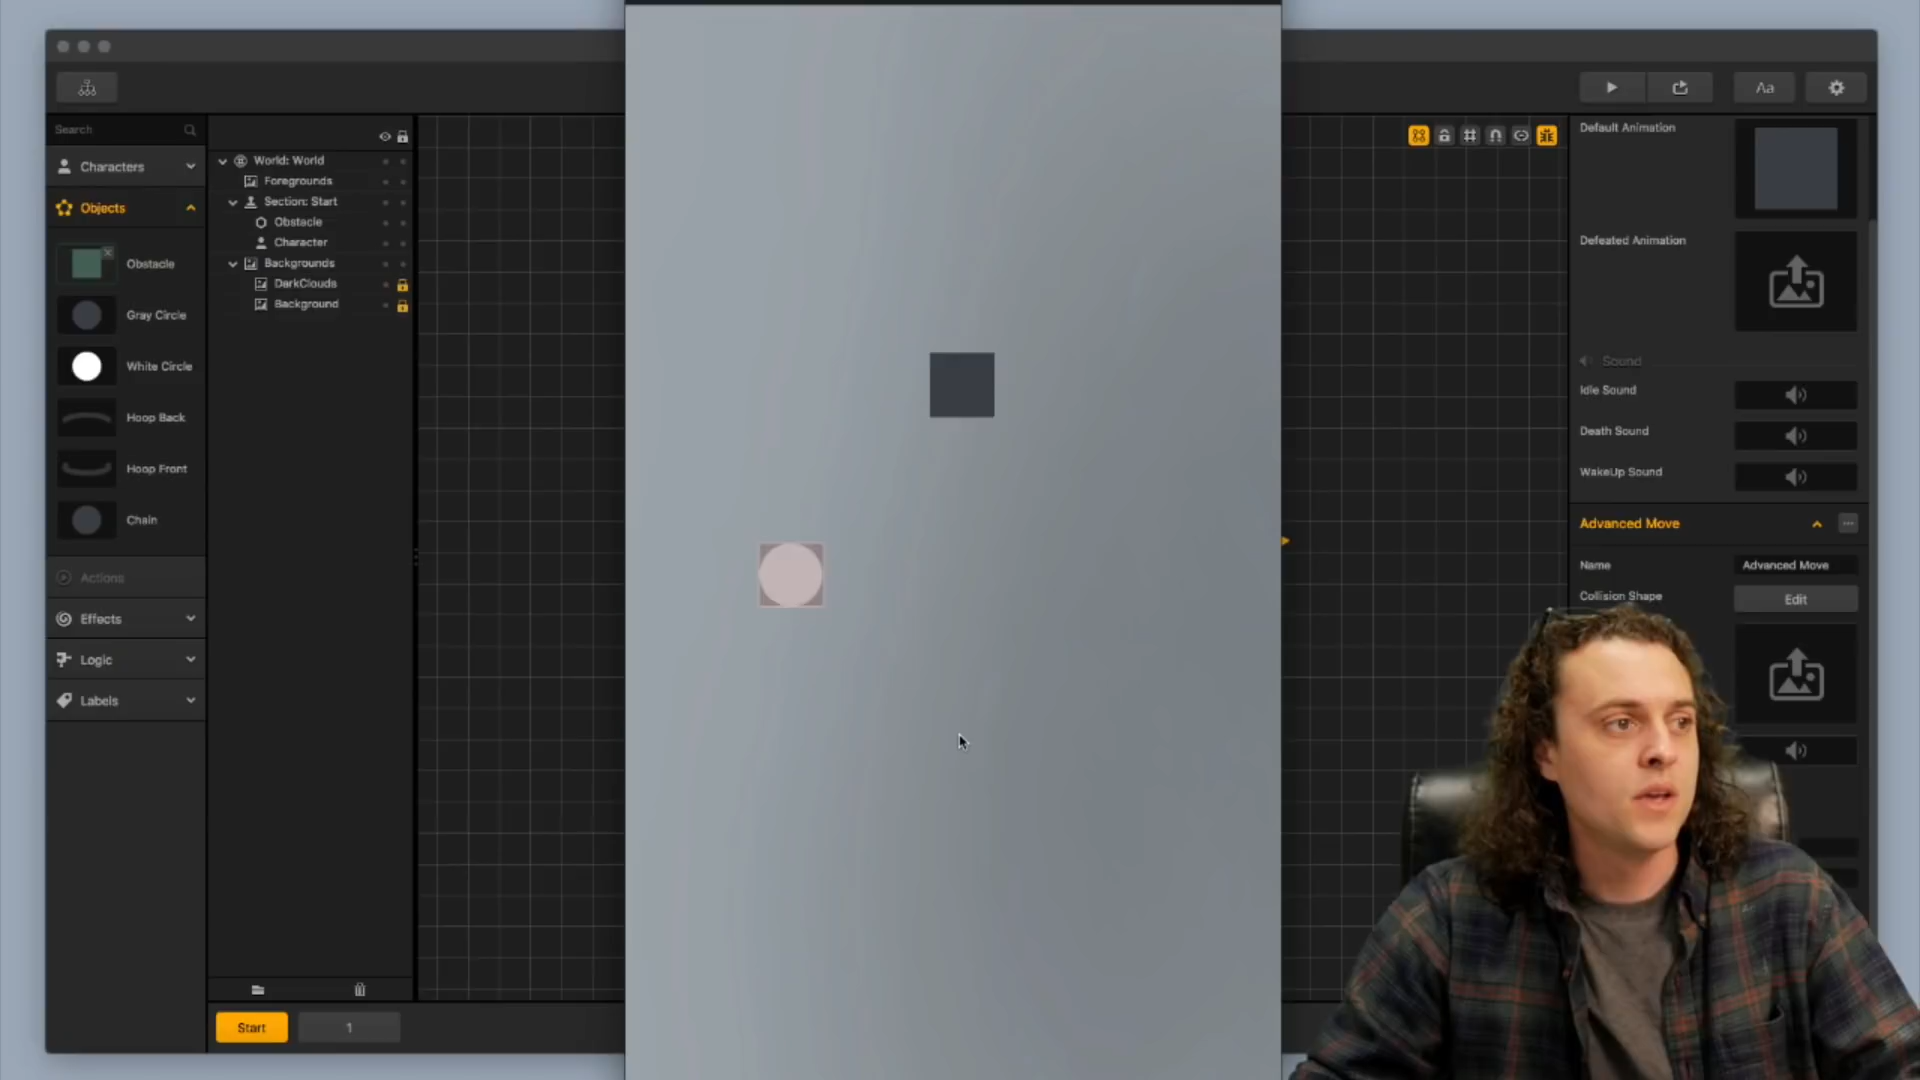 Aa
Search
Characters
Objects
Obstacle
Gray Circle
White Circle
Hoop Back
Hoop Front
Chain
Actions
Effects
Logic
Labels
World: World
Foregrounds
Section: Start
Obstacle
Character
Backgrounds
DarkClouds
Background
Start
1
Default Animation
Defeated Animation
Sound
Idle Sound
Death Sound
WakeUp Sound
Advanced Move
Name
Advanced Move
Collision Shape
Edit